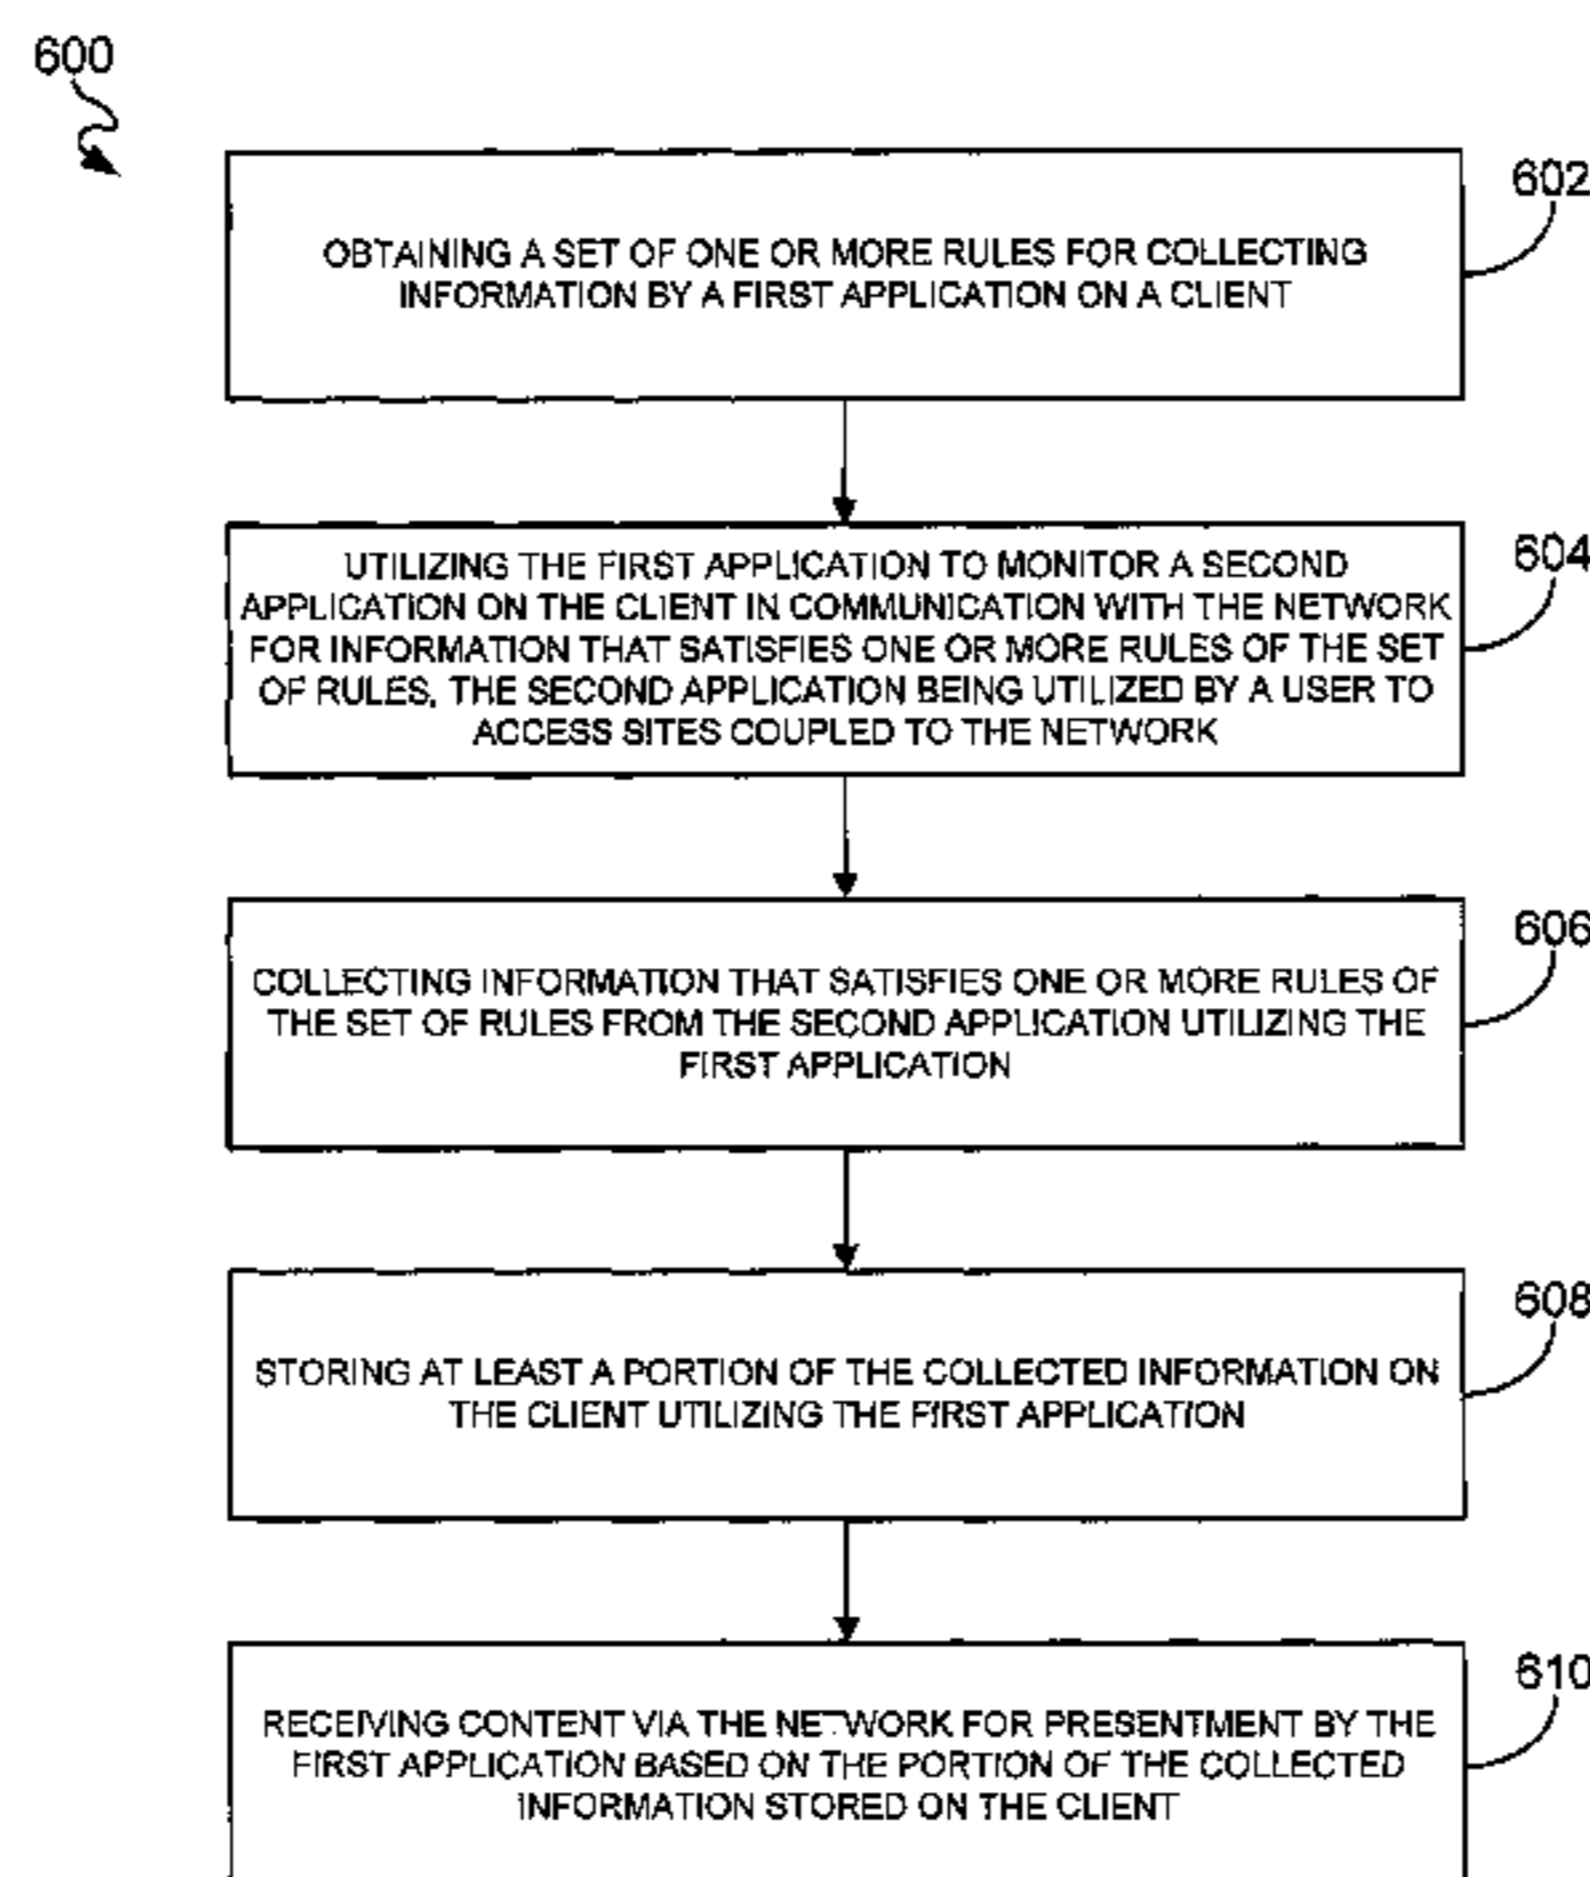 600
602
OBTAINING A SET OF ONE OR MORE RULES FOR COLLECTING
INFORMATION BY A FIRST APPLICATION ON A CLIENT
604
UTILIZING THE FIRST APPLICATION TO MONITOR A SECOND
APPLICATION ON THE CLIENT IN COMMUNICATION WITH THE NETWORK
FOR INFORMATION THAT SATISFIES ONE OR MORE RULES OF THE SET
OF RULES, THE SECOND APPLICATION BEING UTILIZED BY A USER TO
ACCESS SITES COUPLED TO THE NETWORK
606
COLLECTING INFORMATION THAT SATISFIES ONE OR MORE RULES OF
THE SET OF RULES FROM THE SECOND APPLICATION UTILIZING THE
FIRST APPLICATION
608
STORING AT LEAST A PORTION OF THE COLLECTED INFORMATION ON
THE CLIENT UTILIZING THE FIRST APPLICATION
610
RECEIVING CONTENT VIA THE NETWORK FOR PRESENTMENT BY THE
FIRST APPLICATION BASED ON THE PORTION OF THE COLLECTED
INFORMATION STORED ON THE CLIENT